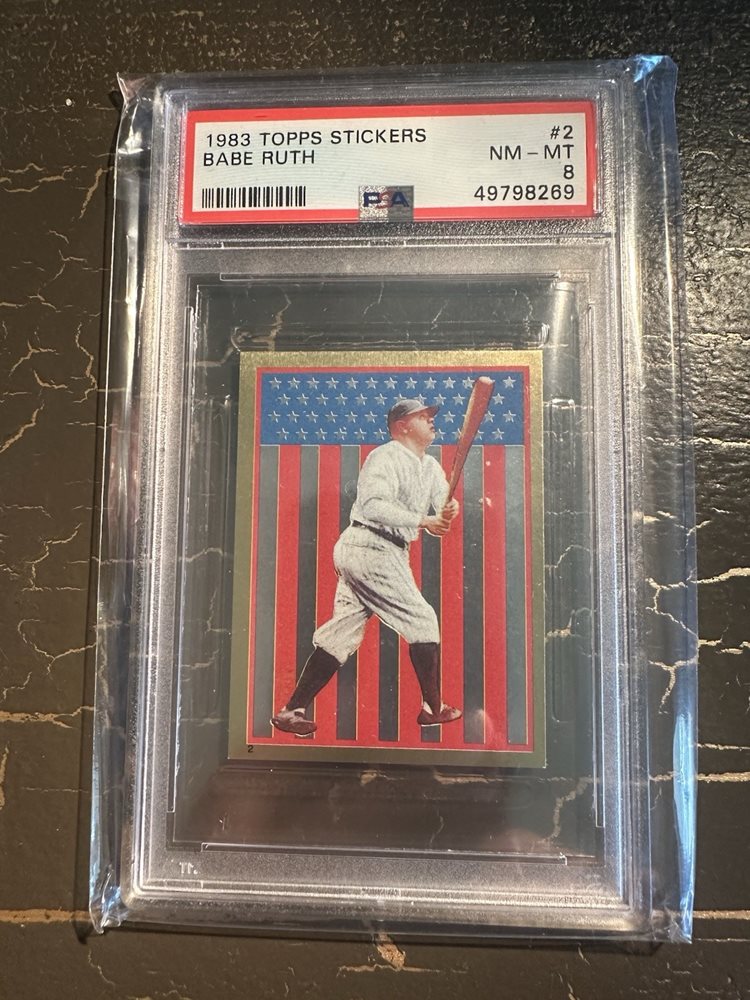 1983 TOPPS STICKERS #2
BABE RUTH NM - MT
8
PSA 49798269
2